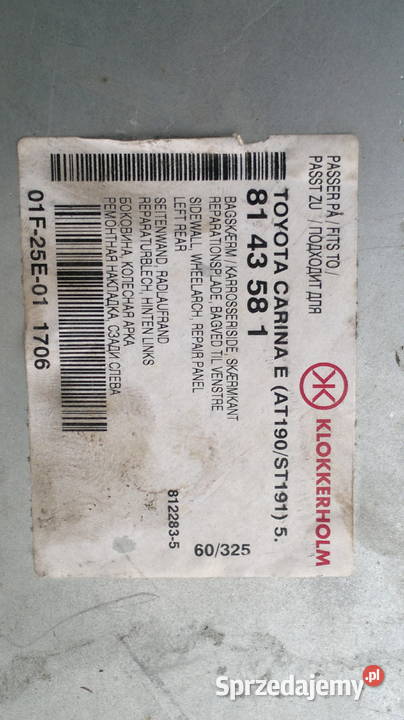 KLOKKERHOLM
PASSER PÅ / FITS TO /
PASST ZU / ПОДХОДИТ ДЛЯ
TOYOTA CARINA E (AT190/ST191) 5.
81 43 58 1
60/325
BAGSKÆRM / KARROSSERISIDE, SKÆRMKANT
REPARATIONSPLADE, BAGVED TIL VENSTRE
SIDEWALL, WHEELARCH, REPAIR PANEL
LEFT REAR
812283-5
SEITENWAND, RADLAUFRAND
REPARATURBLECH, HINTEN LINKS
БОКОВИНА, КОЛЕСНАЯ АРКА
РЕМОНТНАЯ НАКЛАДКА, СЗАДИ СЛЕВА
01F-25E-01 1706
Sprzedajemy.pl